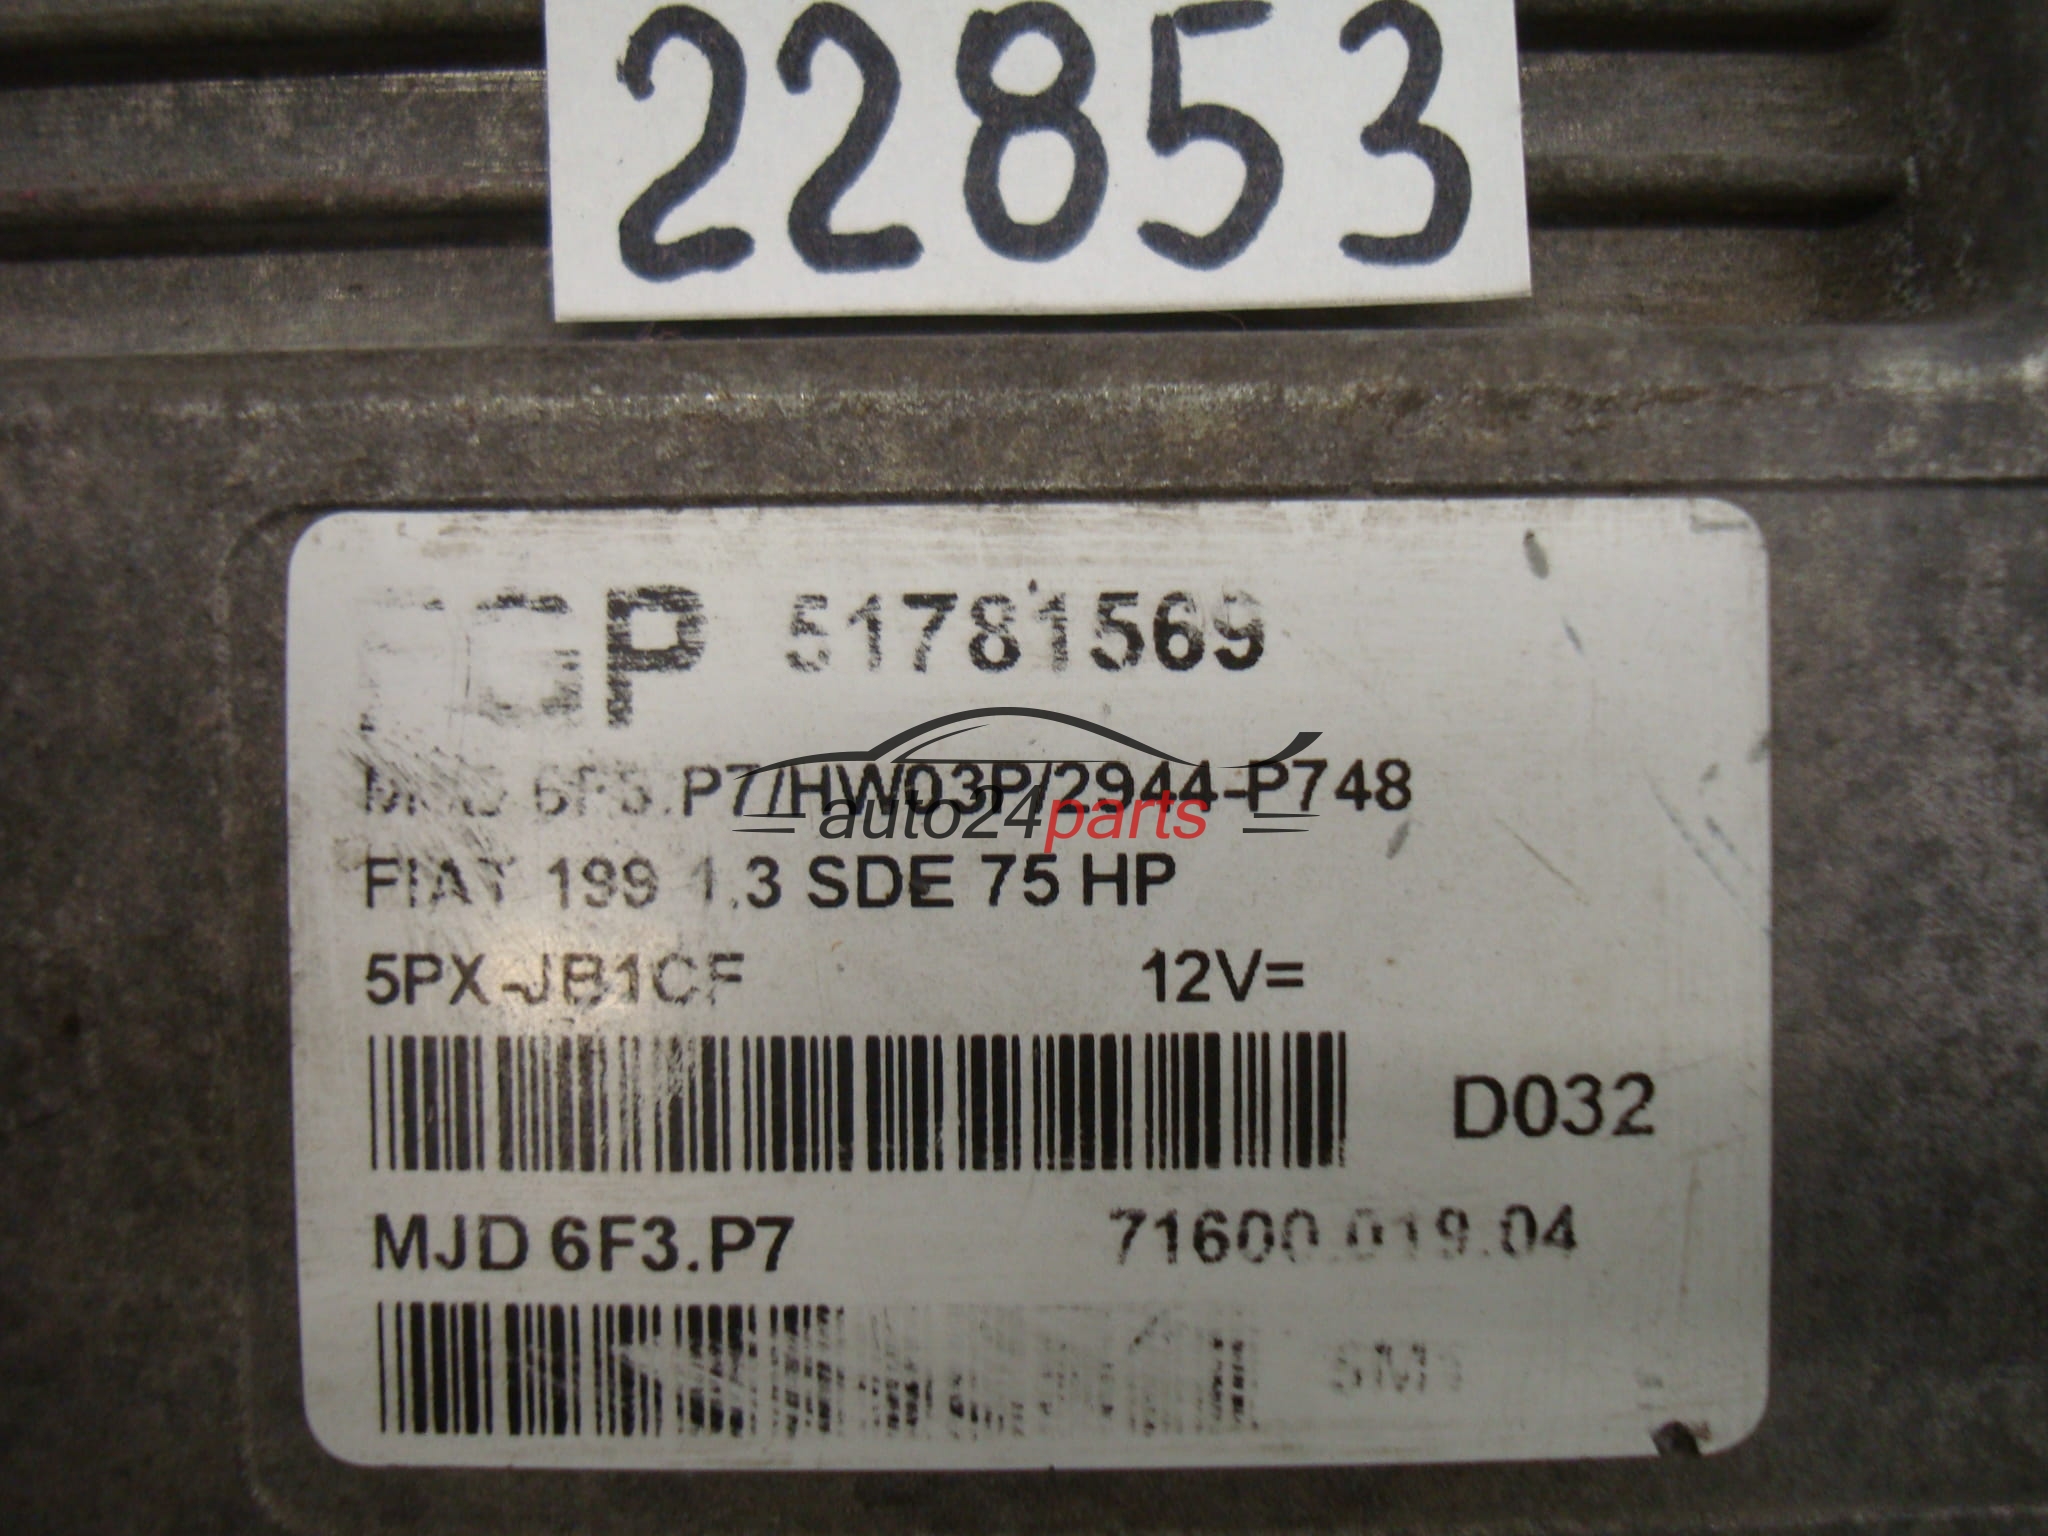 22853
FGP 51781569
MJD 6F3.P7/HW03P/2944-P748
auto24parts
FIAT 199 1.3 SDE 75 HP
5PX-JB1CF 12V=
D032
MJD 6F3.P7 71600.019.04